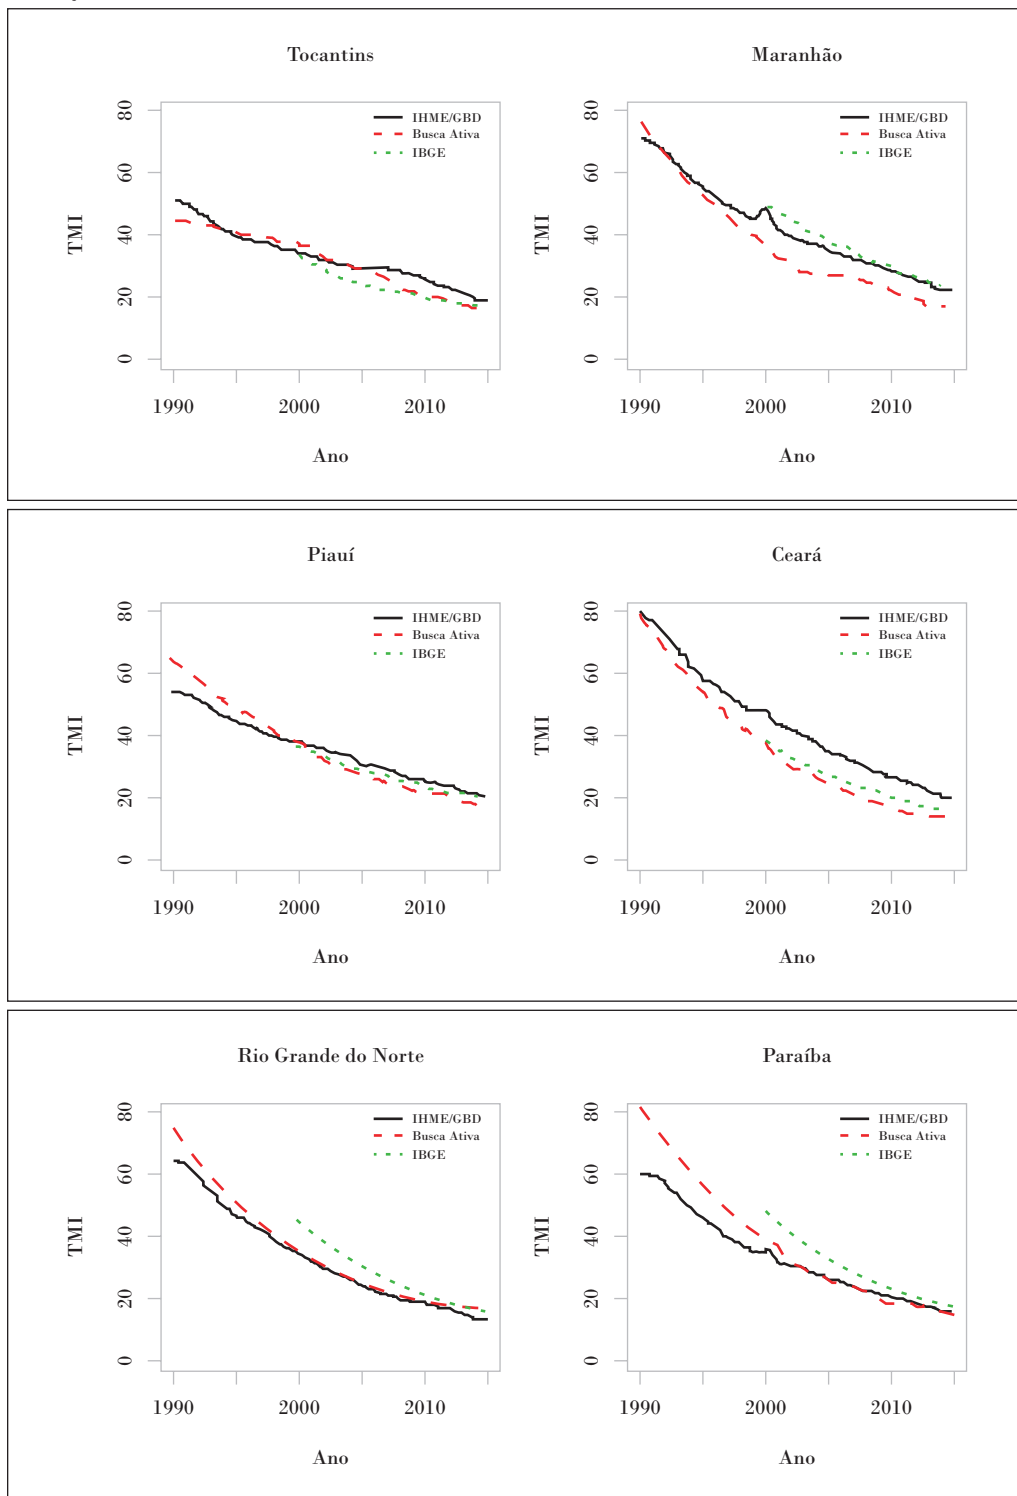 Tocantins
Maranhão
TMI
80
60
40
20
0
IHME/GBD
Busca Ativa
IBGE
1990
2000
2010
Ano
TMI
80
60
40
20
0
IHME/GBD
Busca Ativa
IBGE
1990
2000
2010
Ano
Piauí
Ceará
TMI
80
60
40
20
0
IHME/GBD
Busca Ativa
IBGE
1990
2000
2010
Ano
TMI
80
60
40
20
0
IHME/GBD
Busca Ativa
IBGE
1990
2000
2010
Ano
Rio Grande do Norte
Paraíba
TMI
80
60
40
20
0
IHME/GBD
Busca Ativa
IBGE
1990
2000
2010
Ano
TMI
80
60
40
20
0
IHME/GBD
Busca Ativa
IBGE
1990
2000
2010
Ano